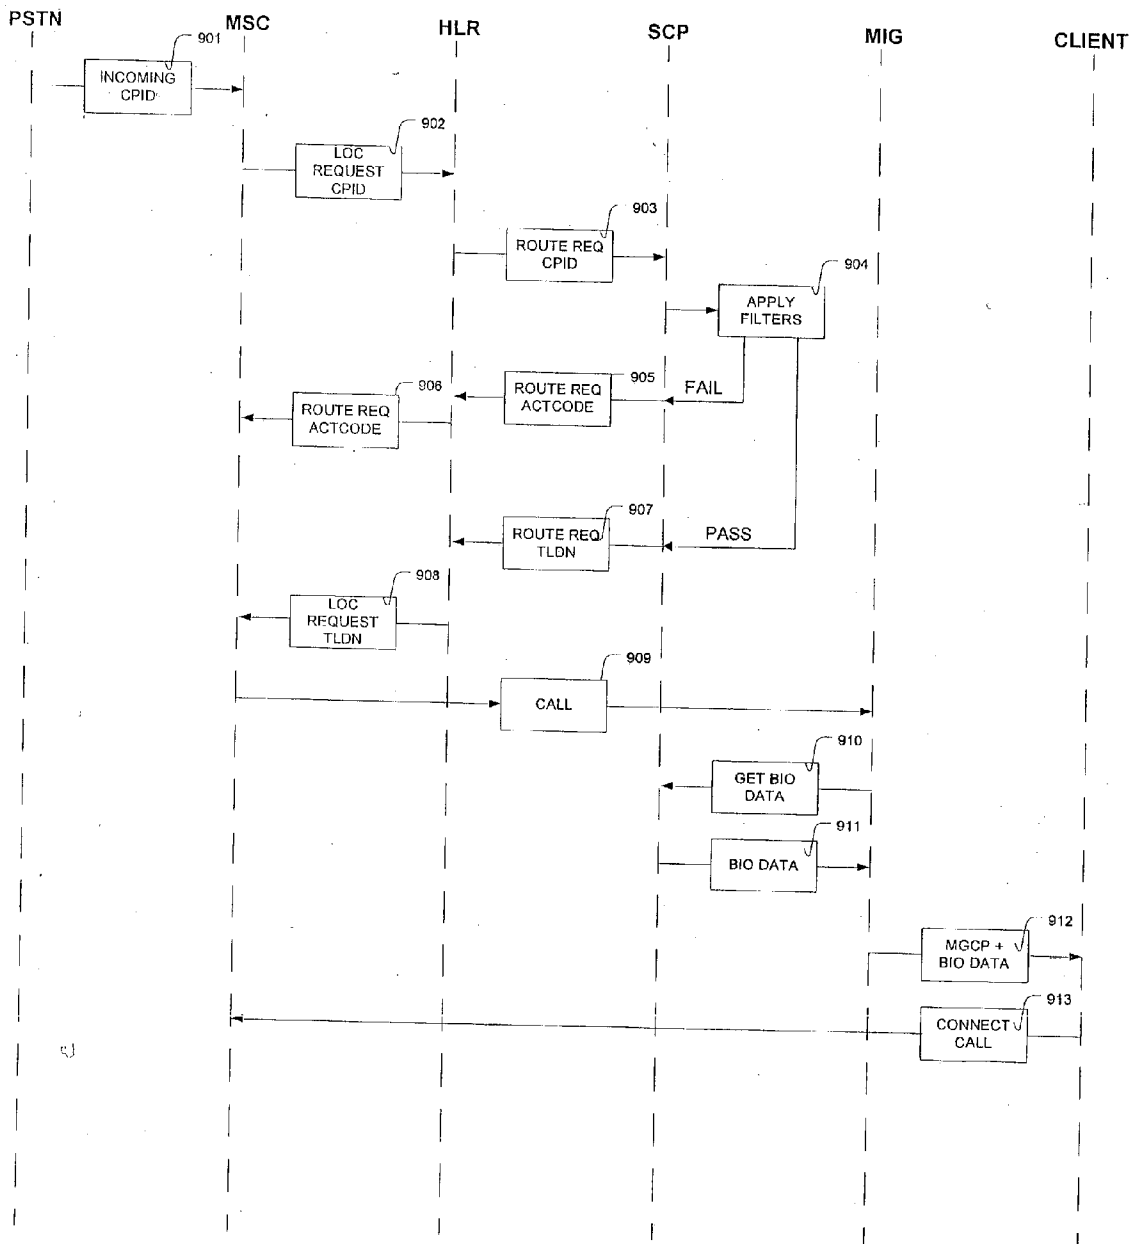 PSTN
MSC
HLR
SCP
MIG
CLIENT
901
INCOMING
CPID
902
LOC
REQUEST
CPID
903
ROUTE REQ
CPID
904
APPLY
FILTERS
FAIL
905
ROUTE REQ
ACTCODE
906
ROUTE REQ
ACTCODE
PASS
907
ROUTE REQ
TLDN
908
LOC
REQUEST
TLDN
909
CALL
910
GET BIO
DATA
911
BIO DATA
912
MGCP +
BIO DATA
913
CONNECT
CALL